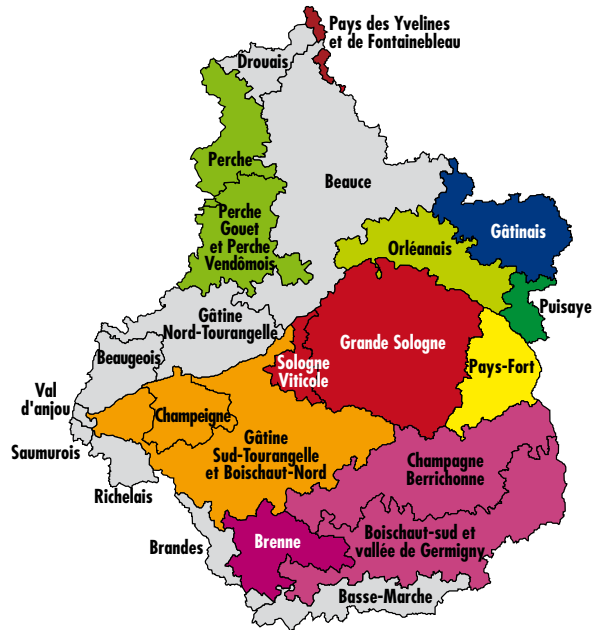 Pays des Yvelines
et de Fontainebleau
Drouais
Perche
Beauce
Perche
Gouet
et Perche
Vendômois
Gâtinais
Orléanais
Puisaye
Gâtine
Nord-Tourangelle
Grande Sologne
Beaugeois
Sologne
Viticole
Pays-Fort
Val
d'anjou
Champeigne
Gâtine
Sud-Tourangelle
et Boischaut-Nord
Saumurois
Champagne
Berrichonne
Richelais
Boischaut-sud et
vallée de Germigny
Brandes
Brenne
Basse-Marche